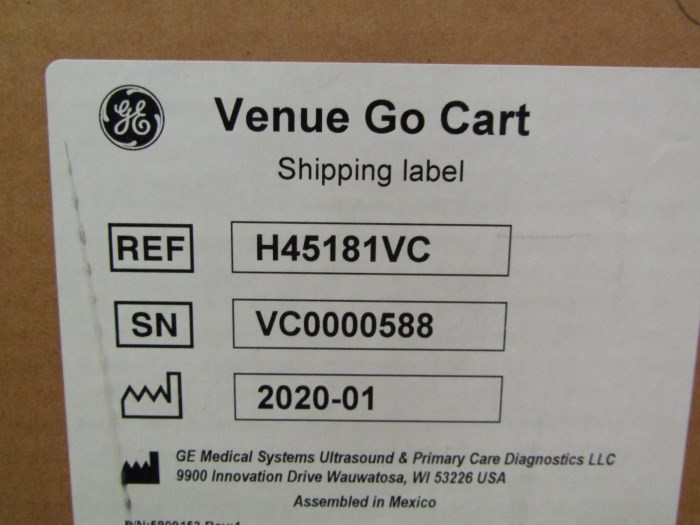 GE
Venue Go Cart
Shipping label
REF H45181VC
SN VC0000588
2020-01
GE Medical Systems Ultrasound & Primary Care Diagnostics LLC
9900 Innovation Drive Wauwatosa, WI 53226 USA
Assembled in Mexico